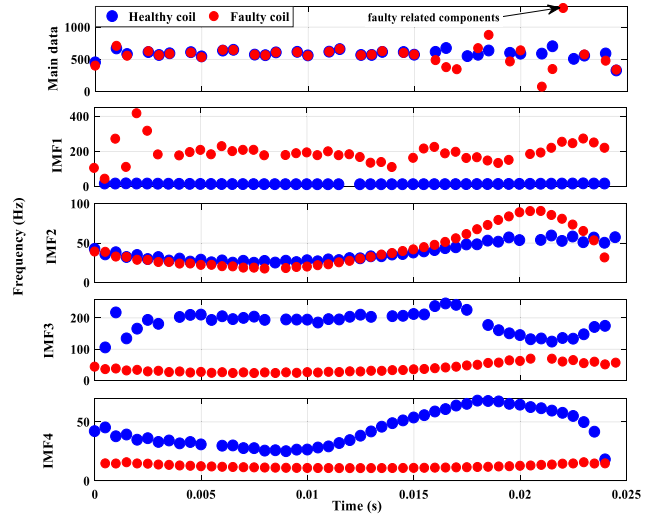 Healthy coil Faulty coil
faulty related components
Main data
1000
500
0
IMF1
400
200
0
IMF2
100
50
0
Frequency (Hz)
IMF3
200
100
0
IMF4
50
0
0 0.005 0.01 0.015 0.02 0.025
Time (s)